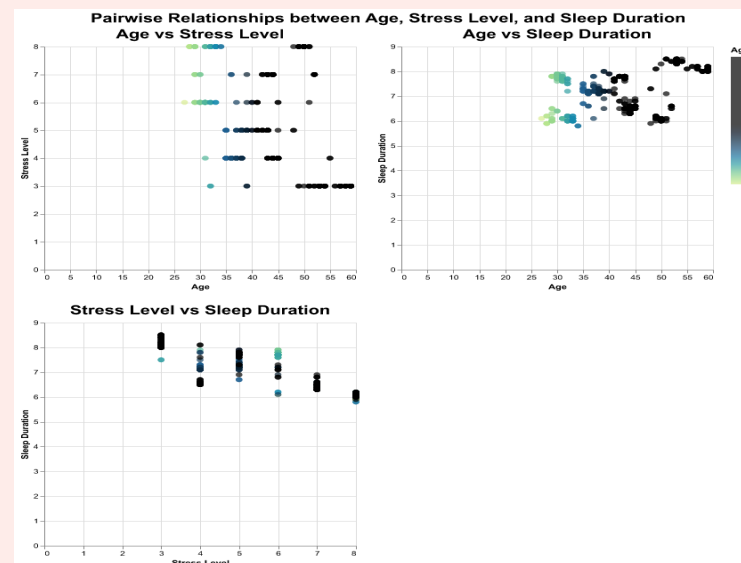 Pairwise Relationships between Age, Stress Level, and Sleep Duration
Age vs Stress Level
8
7
6
5
4
3
2
1
0
Stress Level
0 5 10 15 20 25 30 35 40 45 50 55 60
Age
Age vs Sleep Duration
9
8
7
6
5
4
3
2
1
0
Sleep Duration
0 5 10 15 20 25 30 35 40 45 50 55 60
Age
Stress Level vs Sleep Duration
9
8
7
6
5
4
3
2
1
0
Sleep Duration
0 1 2 3 4 5 6 7 8
Stress Level